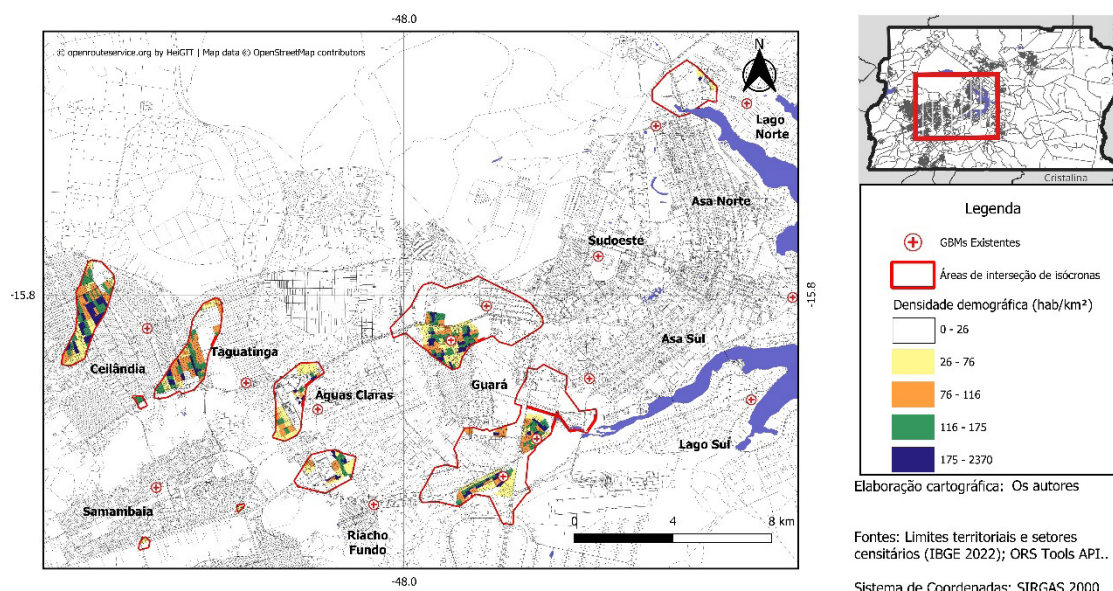 -48.0
© openrouteservice.org by HeiGIT | Map data © OpenStreetMap contributors
N
Lago
Norte
Asa Norte
Sudoeste
-15.8
-15.8
Taguatinga
Ceilândia
Asa Sul
Guará
Águas Claras
Lago Sul
Samambaia
Riacho
Fundo
0 4 8 km
-48.0
Cristalina
Legenda
GBMs Existentes
Áreas de interseção de isócronas
Densidade demográfica (hab/km²)
0 - 26
26 - 76
76 - 116
116 - 175
175 - 2370
Elaboração cartográfica: Os autores
Fontes: Limites territoriais e setores
censitários (IBGE 2022); ORS Tools API..
Sistema de Coordenadas: SIRGAS 2000